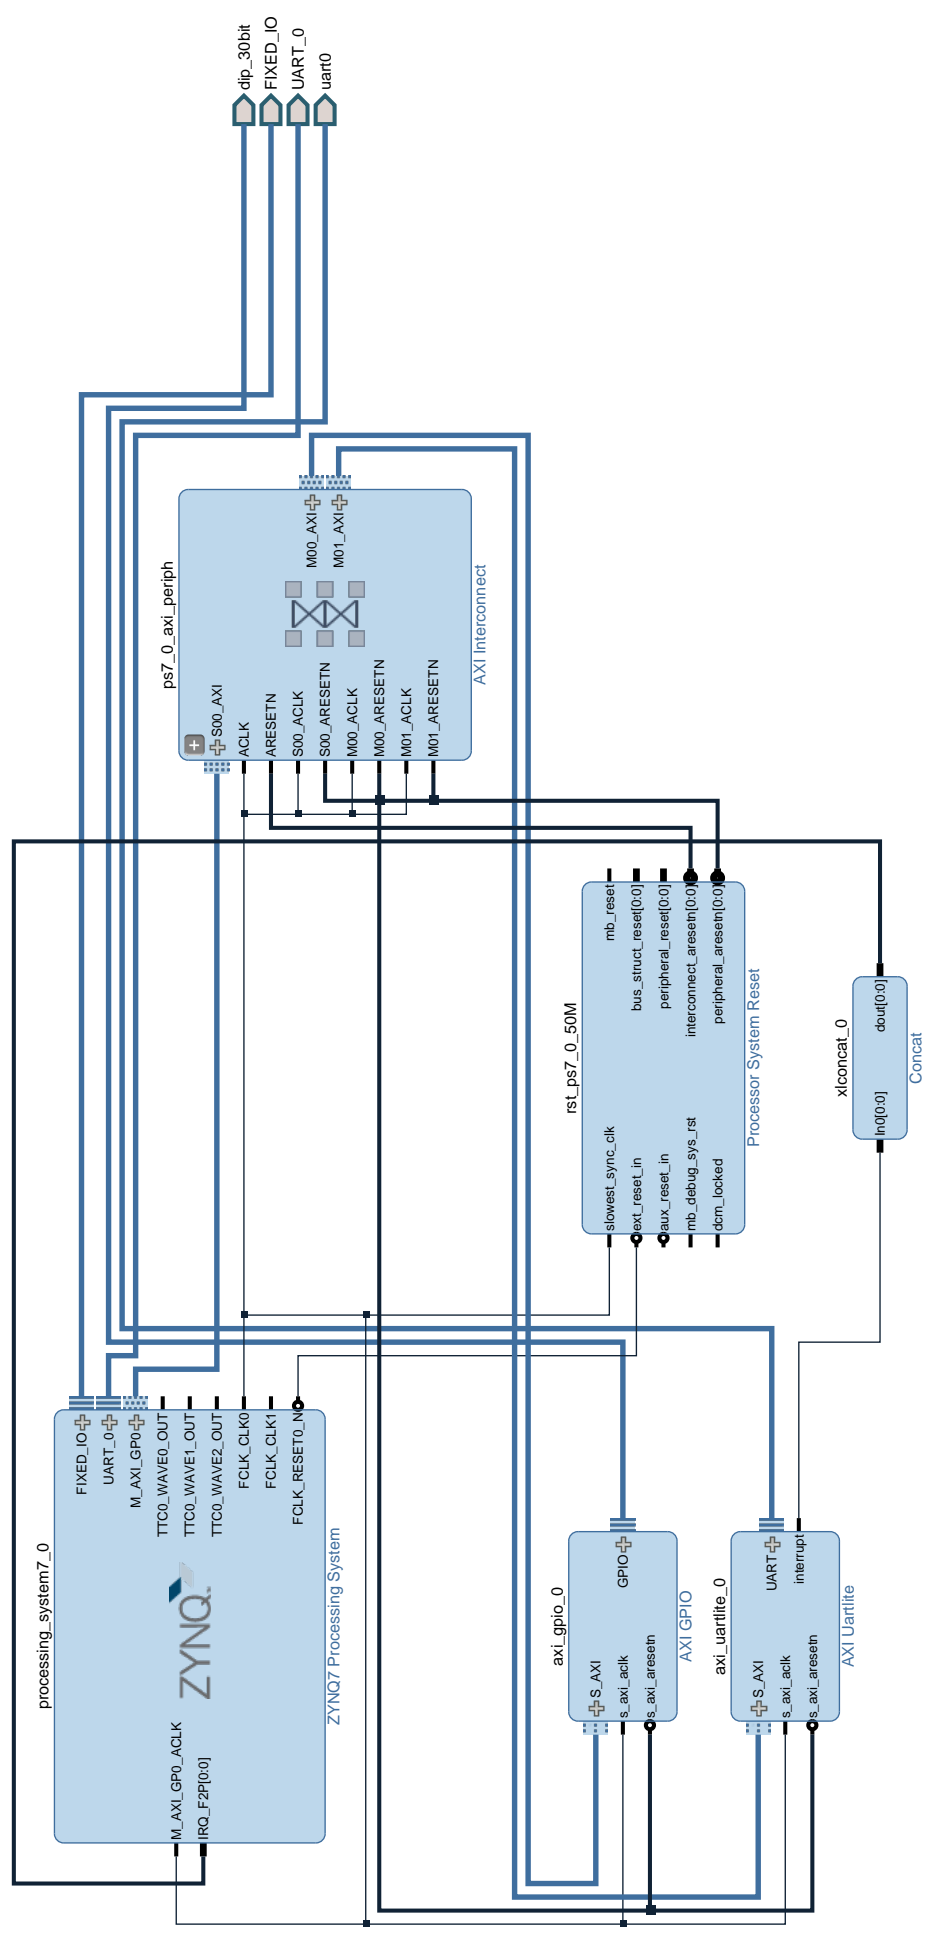 processing_system7_0
M_AXI_GP0_ACLK
IRQ_F2P[0:0]
ZYNQ
FIXED_IO
UART_0
M_AXI_GP0
TTC0_WAVE0_OUT
TTC0_WAVE1_OUT
TTC0_WAVE2_OUT
FCLK_CLK0
FCLK_CLK1
FCLK_RESET0_N
ZYNQ7 Processing System
axi_gpio_0
S_AXI
s_axi_aclk
s_axi_aresetn
GPIO
AXI GPIO
axi_uartlite_0
S_AXI
s_axi_aclk
s_axi_aresetn
UART
interrupt
AXI Uartlite
rst_ps7_0_50M
slowest_sync_clk
ext_reset_in
aux_reset_in
mb_debug_sys_rst
dcm_locked
mb_reset
bus_struct_reset[0:0]
peripheral_reset[0:0]
interconnect_aresetn[0:0]
peripheral_aresetn[0:0]
Processor System Reset
xlconcat_0
In0[0:0]
dout[0:0]
Concat
ps7_0_axi_periph
S00_AXI
ACLK
ARESETN
S00_ACLK
S00_ARESETN
M00_ACLK
M00_ARESETN
M01_ACLK
M01_ARESETN
M00_AXI
M01_AXI
AXI Interconnect
dip_30bit
FIXED_IO
UART_0
uart0